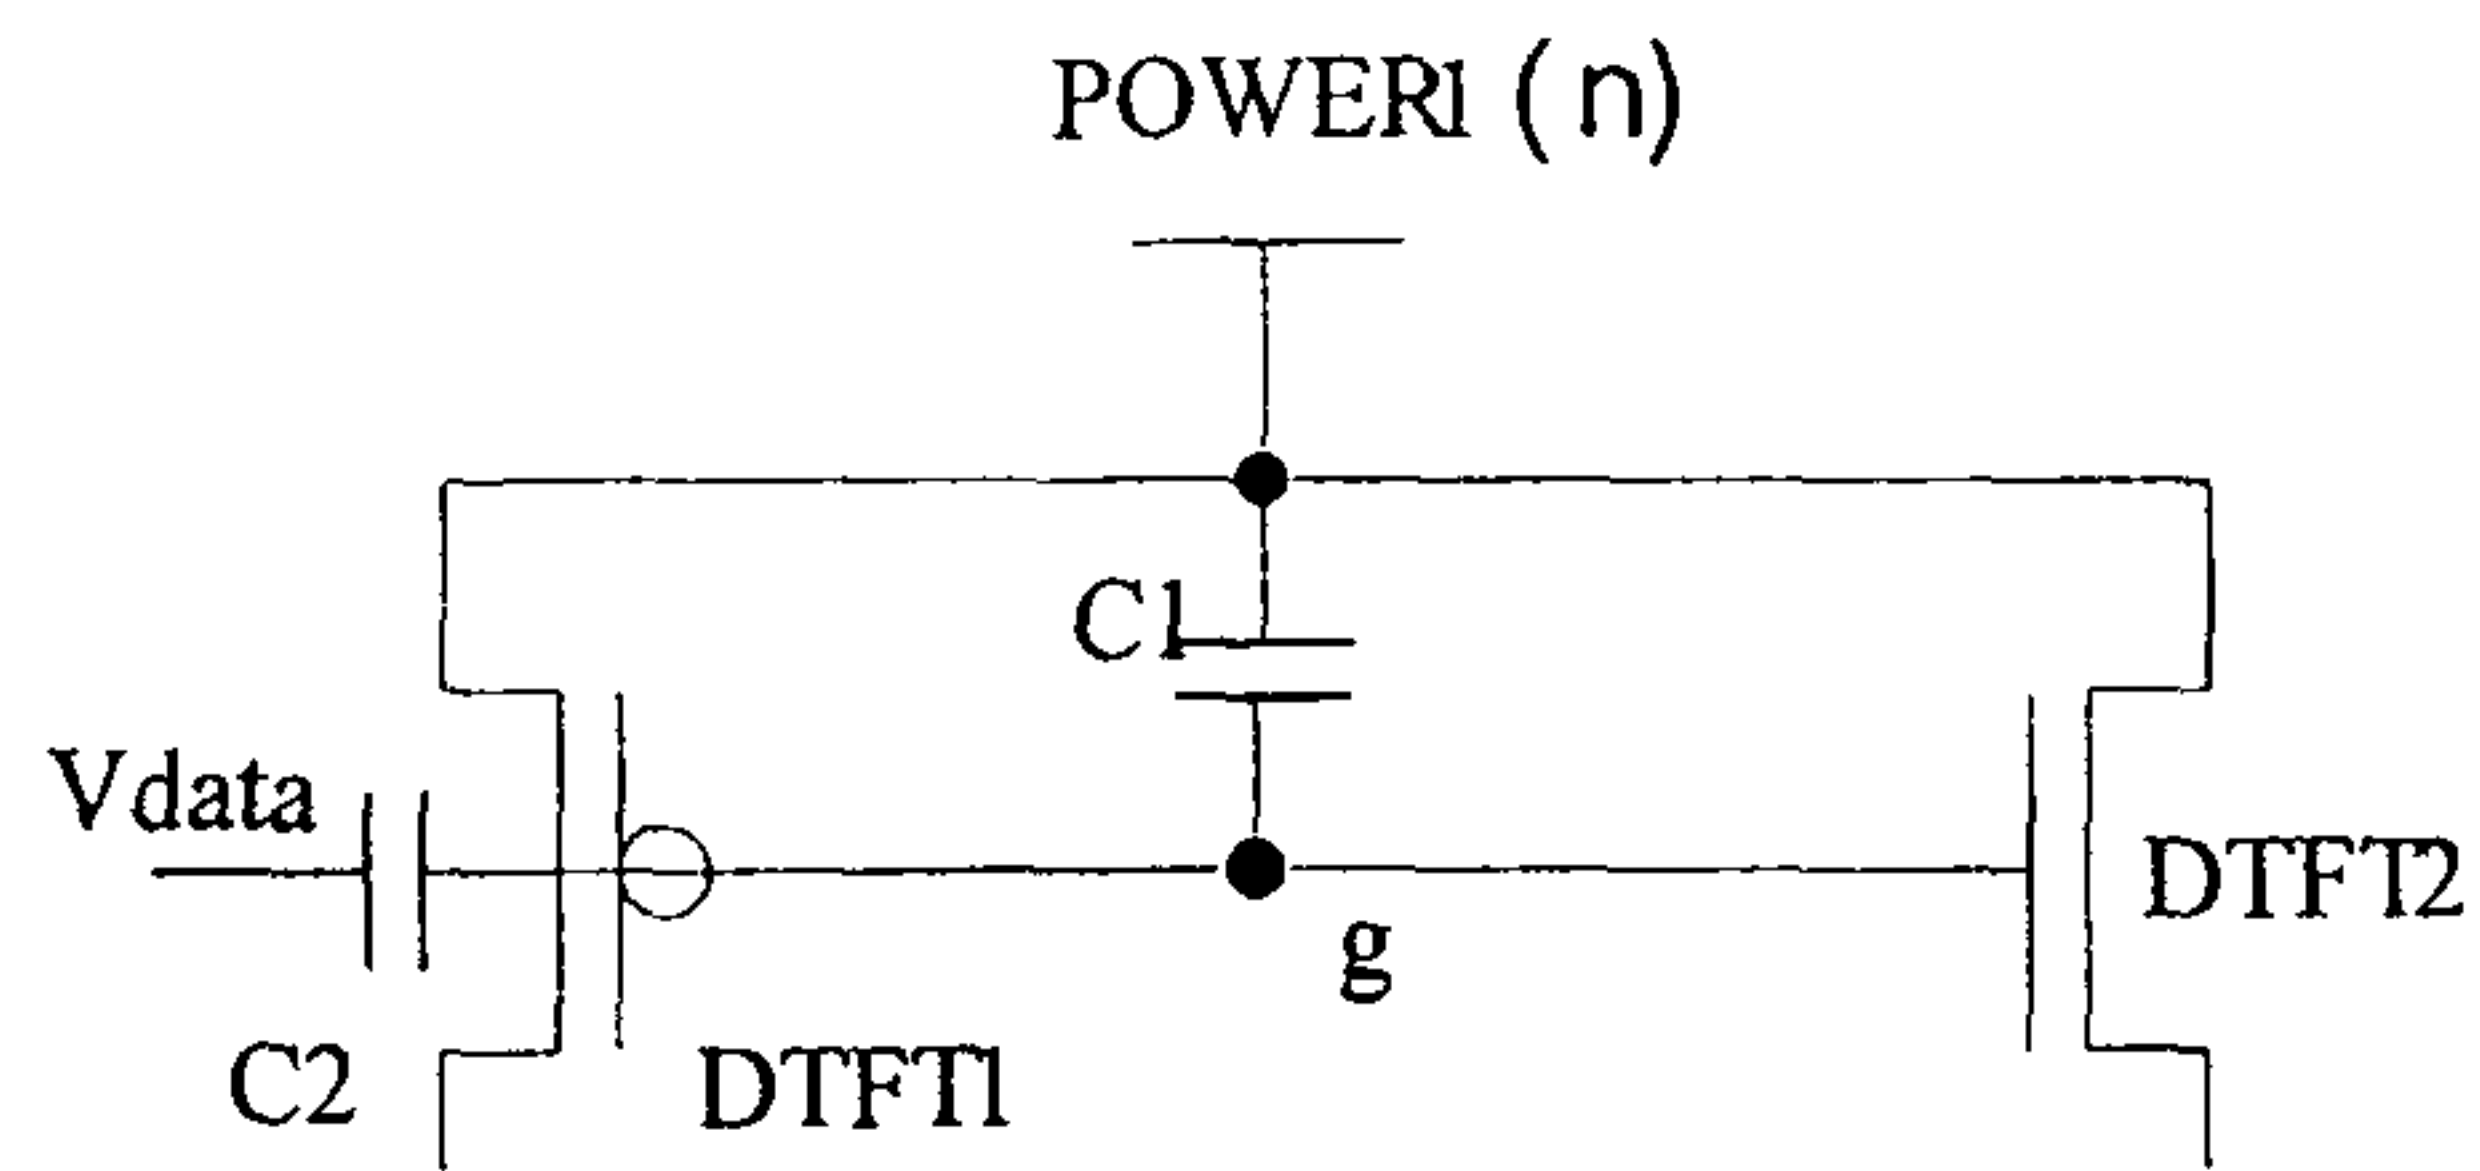 POWER1 (n)
C1
Vdata
DTFT2
g
C2
DTFT1